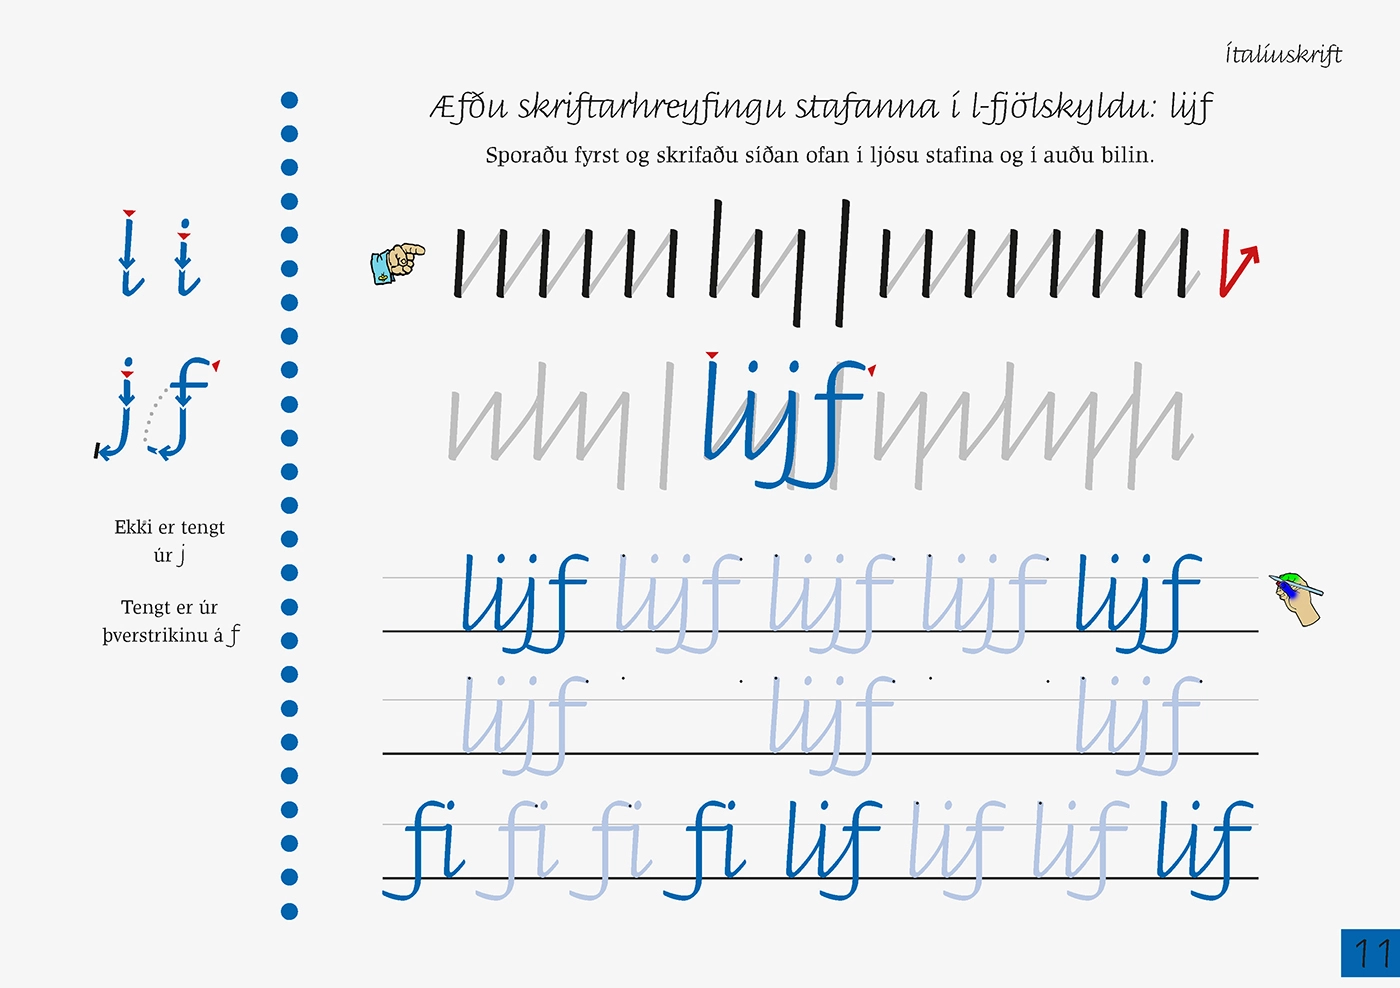 Ítalíuskrift
Æfðu skriftarhreyfingu stafanna í l-fjölskyldu: lijf
Sporaðu fyrst og skrifaðu síðan ofan í ljósu stafina og í auðu bilin.
l i
j f
Ekki er tengt
úr j
Tengt er úr
þverstrikinu á f
lijf
lijf lijf lijf lijf lijf
lijf lijf lijf
fi fi fi fi lif lif lif lif
11